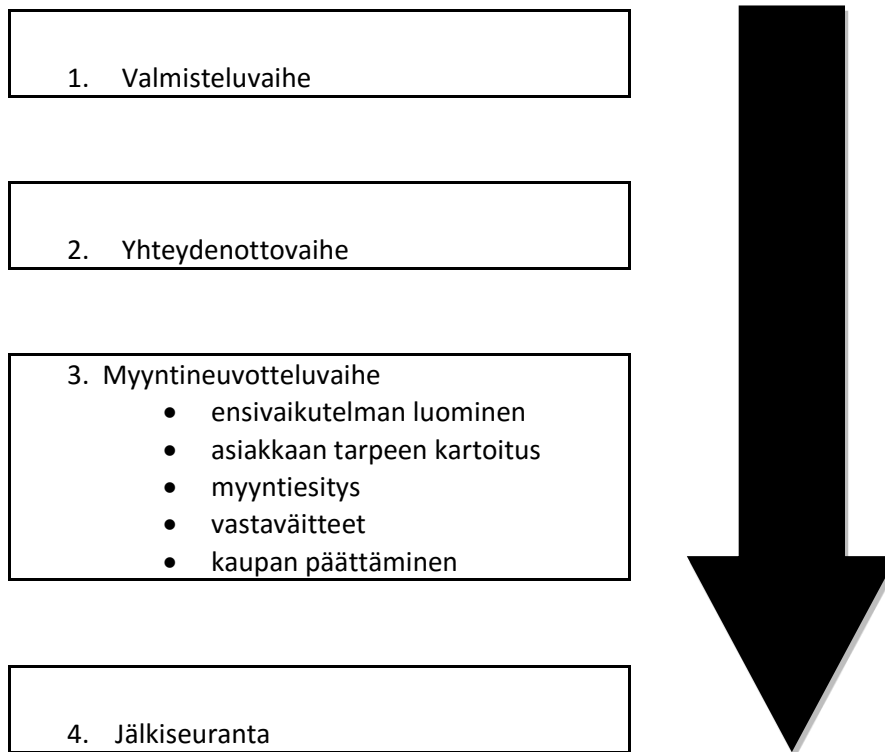 1. Valmisteluvaihe
2. Yhteydenottovaihe
3. Myyntineuvotteluvaihe
• ensivaikutelman luominen
• asiakkaan tarpeen kartoitus
• myyntiesitys
• vastaväitteet
• kaupan päättäminen
4. Jälkiseuranta